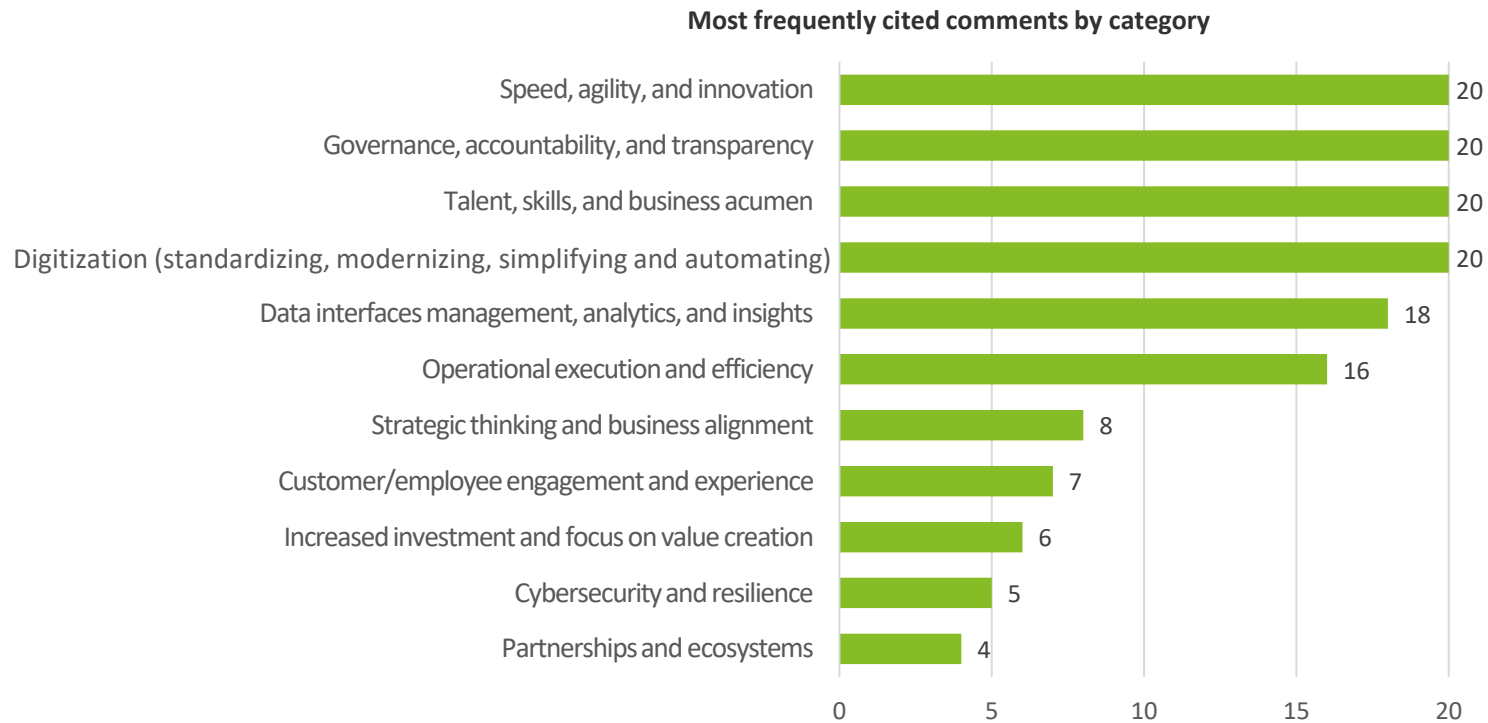 Most frequently cited comments by category
Speed, agility, and innovation 20
Governance, accountability, and transparency 20
Talent, skills, and business acumen 20
Digitization (standardizing, modernizing, simplifying and automating) 20
Data interfaces management, analytics, and insights 18
Operational execution and efficiency 16
Strategic thinking and business alignment 8
Customer/employee engagement and experience 7
Increased investment and focus on value creation 6
Cybersecurity and resilience 5
Partnerships and ecosystems 4
0 5 10 15 20